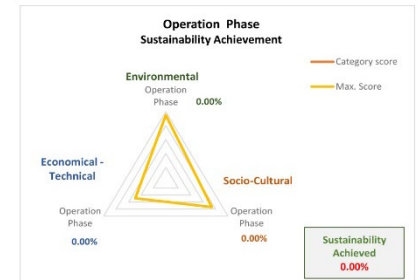 Operation Phase
Sustainability Achievement
Category score
Max. Score
Environmental
Operation
Phase
0.00%
Economical -
Technical
Socio-Cultural
Operation
Phase
0.00%
Operation
Phase
0.00%
Sustainability
Achieved
0.00%